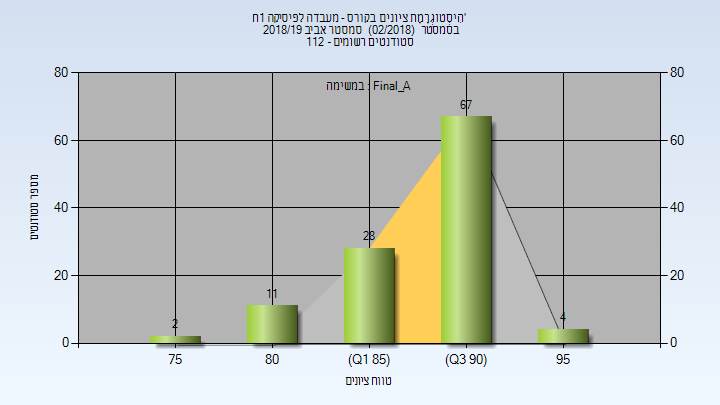 היסטוגרמת ציונים בקורס - מעבדה לפיסיקה 1ח'
בסמסטר (02/2018) סמסטר אביב 2018/19
סטודנטים רשומים - 112
במשימה : Final_A
80
60
40
20
0
80
60
40
20
0
מספר סטודנטים
2
11
28
67
4
75
80
(Q1 85)
(Q3 90)
95
טווח ציונים